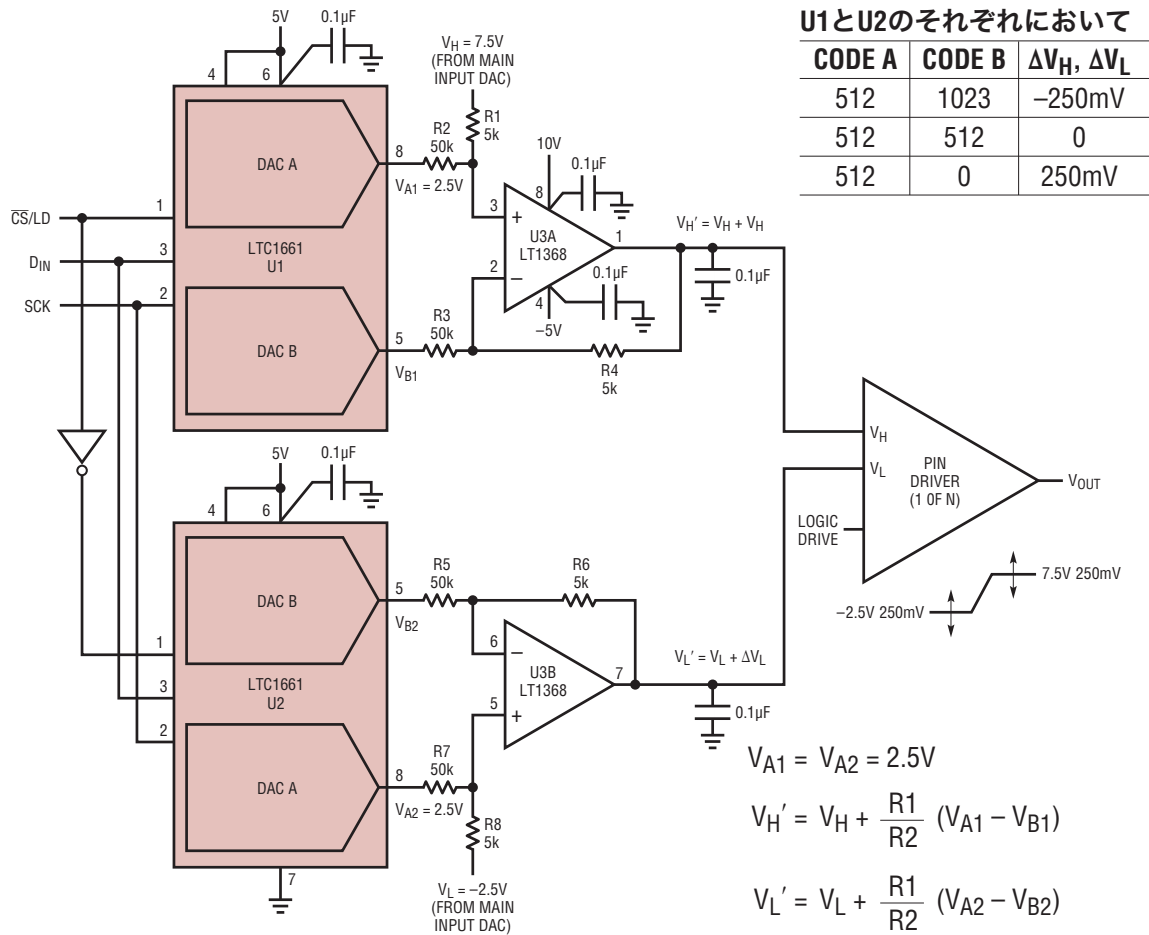 5V
0.1µF
4
6
DAC A
LTC1661
U1
DAC B
CS/LD
DIN
SCK
1
3
2
8
R2
50k
VA1 = 2.5V
VH = 7.5V
(FROM MAIN
INPUT DAC)
R1
5k
5
R3
50k
VB1
10V
0.1µF
8
3
+
2
−
U3A
LT1368
1
4
−5V
0.1µF
R4
5k
VH′ = VH + VH
0.1µF
U1とU2のそれぞれにおいて
CODE A CODE B ΔVH, ΔVL
512 1023 –250mV
512 512 0
512 0 250mV
VH
VL
PIN
DRIVER
(1 OF N)
LOGIC
DRIVE
VOUT
7.5V 250mV
−2.5V 250mV
5V
0.1µF
4
6
DAC B
LTC1661
U2
DAC A
1
3
2
5
R5
50k
VB2
R6
5k
6
−
5
+
U3B
LT1368
7
VL′ = VL + ΔVL
0.1µF
8
R7
50k
VA2 = 2.5V
R8
5k
VL = −2.5V
(FROM MAIN
INPUT DAC)
7
VA1 = VA2 = 2.5V
VH′ = VH + R1/R2 (VA1 – VB1)
VL′ = VL + R1/R2 (VA2 – VB2)